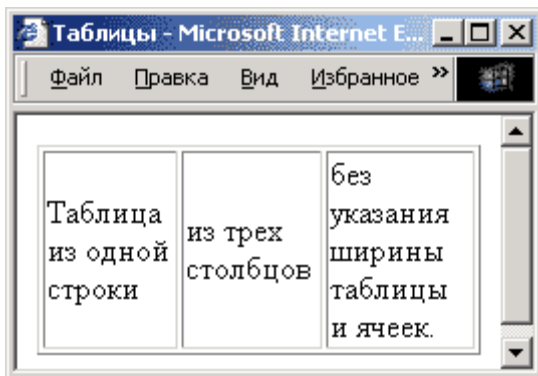 Таблицы - Microsoft Internet E...
Файл Правка Вид Избранное »
Таблица
из одной
строки
из трех
столбцов
без
указания
ширины
таблицы
и ячеек.